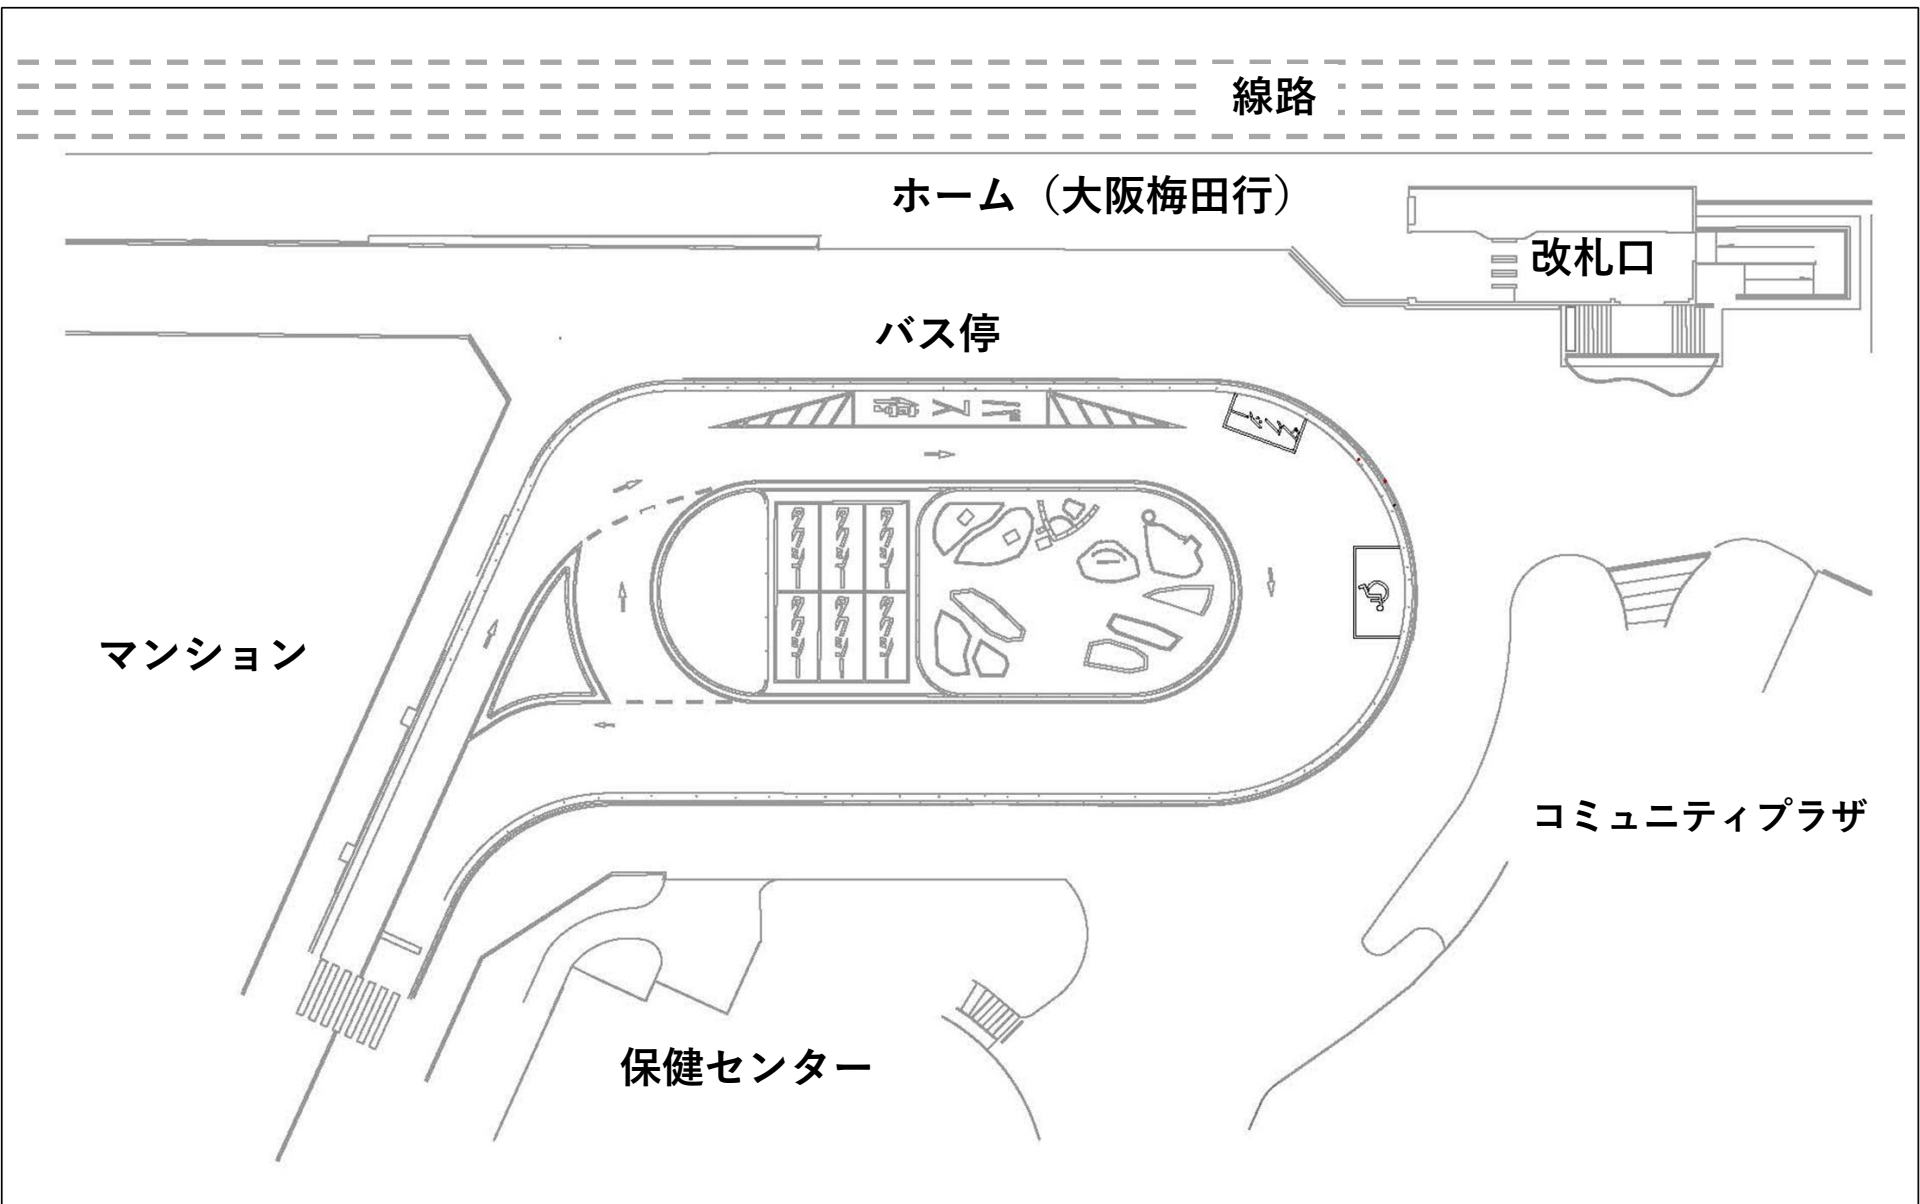 線路
ホーム（大阪梅田行）
改札口
バス停
マンション
コミュニティプラザ
保健センター